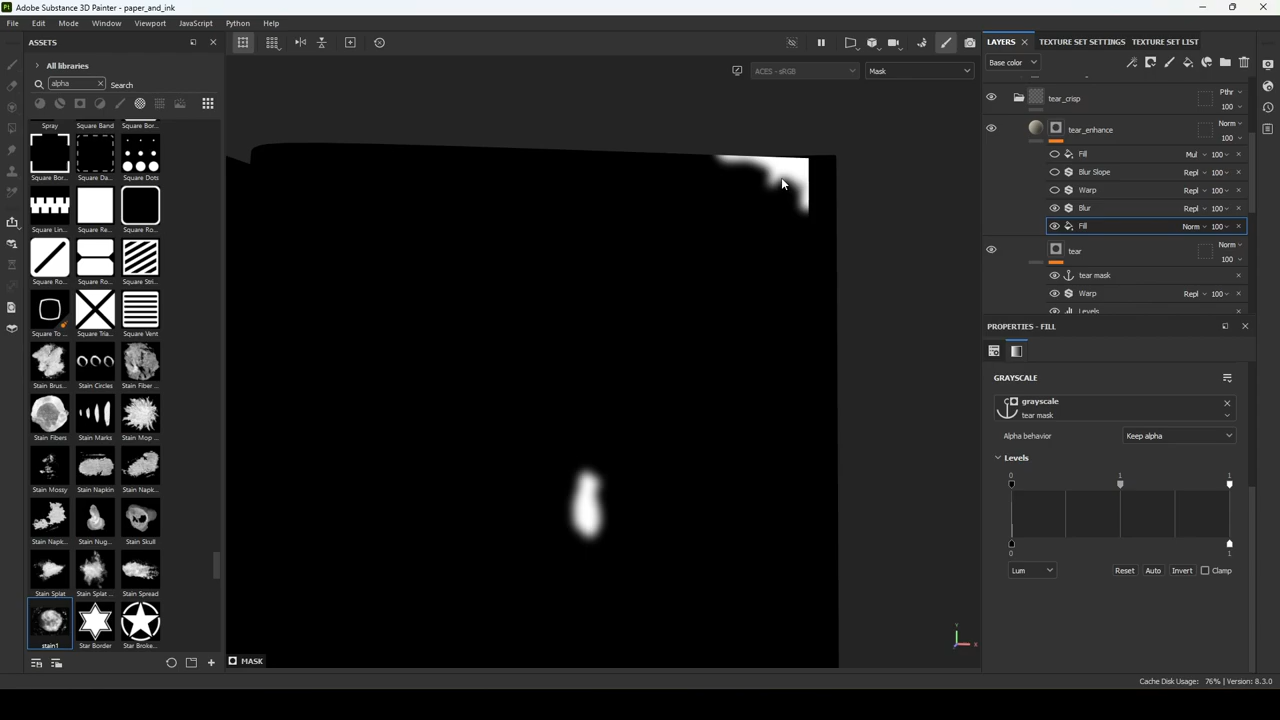 Adobe Substance 3D Painter - paper_and_ink
File Edit Mode Window Viewport JavaScript Python Help
ASSETS
All libraries
alpha Search
Spray Square Band Square Bor...
Square Bor... Square Da... Square Dots
Square Lin... Square Re... Square Ro...
Square Ro... Square Ro... Square Stri...
Square To ... Square Tria... Square Vent
Stain Brus... Stain Circles Stain Fiber ...
Stain Fibers Stain Marks Stain Mop ...
Stain Mossy Stain Napkin Stain Napk...
Stain Napk... Stain Nug... Stain Skull
Stain Splat Stain Splat ... Stain Spread
stain1 Star Border Star Broke...
ACES - sRGB Mask
MASK
Y
X
LAYERS TEXTURE SET SETTINGS TEXTURE SET LIST
Base color
tear_crisp Pthr
100
tear_enhance Norm
100
Fill Mul 100
Blur Slope Repl 100
Warp Repl 100
Blur Repl 100
Fill Norm 100
tear Norm
100
tear mask
Warp Repl 100
Levels
PROPERTIES - FILL
GRAYSCALE
grayscale
tear mask
Alpha behavior Keep alpha
Levels
0 1 1
0 1
Lum Reset Auto Invert Clamp
Cache Disk Usage: 76% | Version: 8.3.0